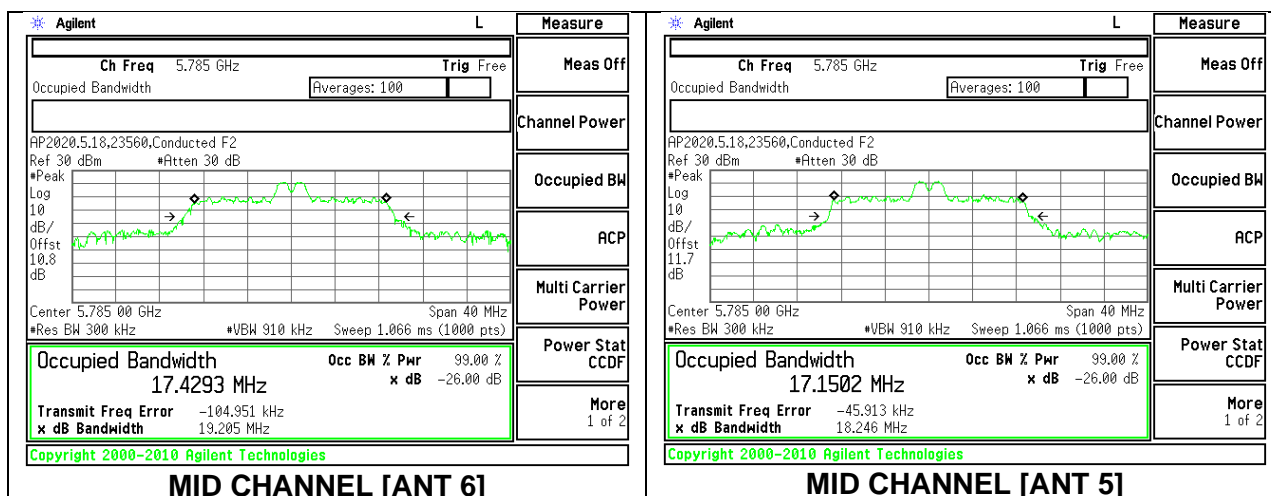 Agilent L
Ch Freq 5.785 GHz Trig Free
Occupied Bandwidth Averages: 100
AP2020.5.18,23560,Conducted F2
Ref 30 dBm #Atten 30 dB
#Peak
Log
10
dB/
Offst
10.8
dB
Center 5.785 00 GHz Span 40 MHz
#Res BW 300 kHz #VBW 910 kHz Sweep 1.066 ms (1000 pts)
Occupied Bandwidth Occ BW % Pwr 99.00 %
17.4293 MHz x dB -26.00 dB
Transmit Freq Error -104.951 kHz
x dB Bandwidth 19.205 MHz
Copyright 2000-2010 Agilent Technologies
Measure
Meas Off
Channel Power
Occupied BW
ACP
Multi Carrier
Power
Power Stat
CCDF
More
1 of 2
MID CHANNEL [ANT 6]
Agilent L
Ch Freq 5.785 GHz Trig Free
Occupied Bandwidth Averages: 100
AP2020.5.18,23560,Conducted F2
Ref 30 dBm #Atten 30 dB
#Peak
Log
10
dB/
Offst
11.7
dB
Center 5.785 00 GHz Span 40 MHz
#Res BW 300 kHz #VBW 910 kHz Sweep 1.066 ms (1000 pts)
Occupied Bandwidth Occ BW % Pwr 99.00 %
17.1502 MHz x dB -26.00 dB
Transmit Freq Error -45.913 kHz
x dB Bandwidth 18.246 MHz
Copyright 2000-2010 Agilent Technologies
Measure
Meas Off
Channel Power
Occupied BW
ACP
Multi Carrier
Power
Power Stat
CCDF
More
1 of 2
MID CHANNEL [ANT 5]